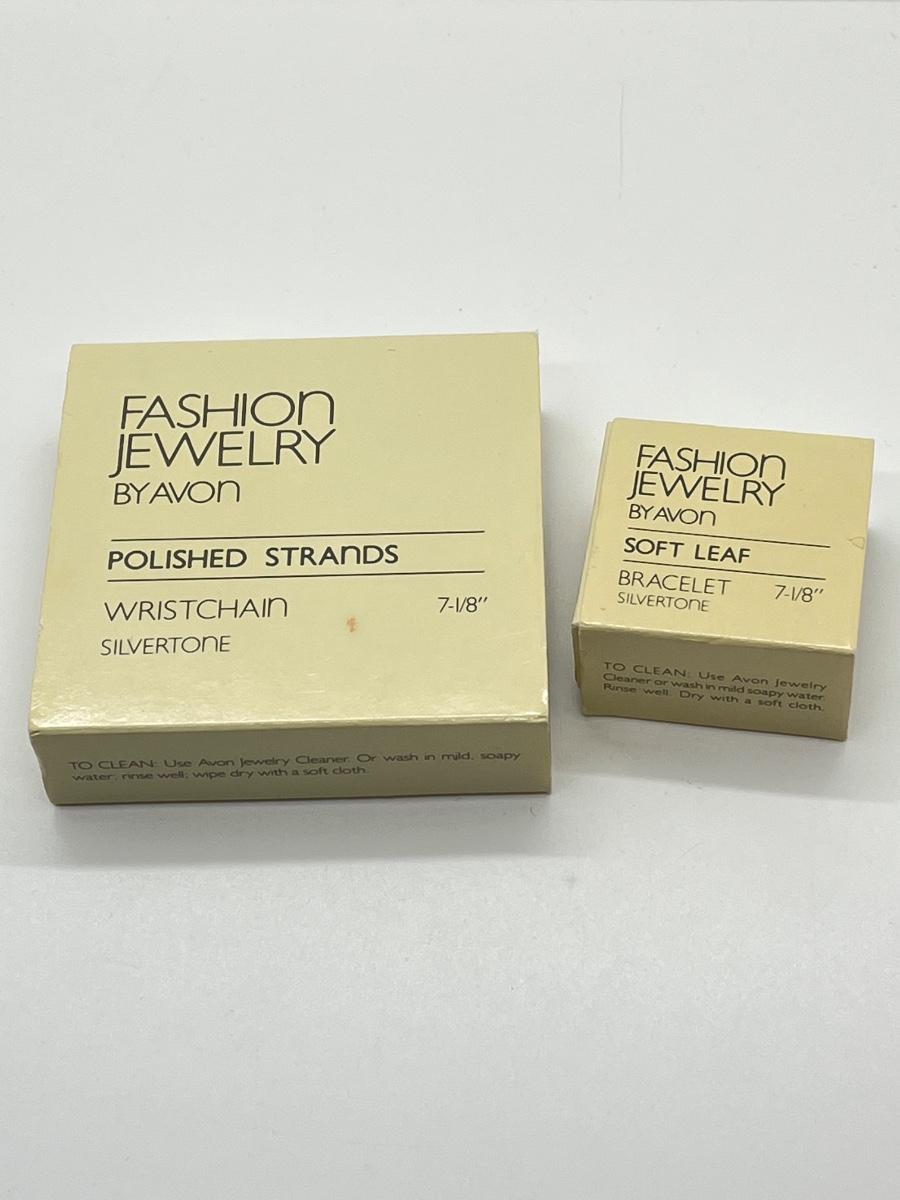 FASHION
JEWELRY
BY AVON
POLISHED STRANDS
WRISTCHAIN 7-1/8"
SILVERTONE
TO CLEAN: Use Avon Jewelry Cleaner. Or wash in mild, soapy
water; rinse well; wipe dry with a soft cloth.
FASHION
JEWELRY
BY AVON
SOFT LEAF
BRACELET 7-1/8"
SILVERTONE
TO CLEAN: Use Avon Jewelry
Cleaner or wash in mild soapy water.
Rinse well. Dry with a soft cloth.